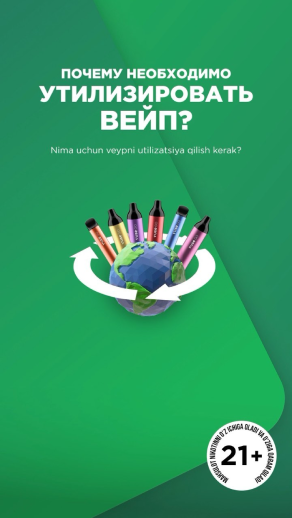 ПОЧЕМУ НЕОБХОДИМО
УТИЛИЗИРОВАТЬ
ВЕЙП?
Nima uchun veypni utilizatsiya qilish kerak?
21+
MAHSULOT NIKOTINNI O'Z ICHIGA OLADI VA O'ZIGA QARAM QILADI